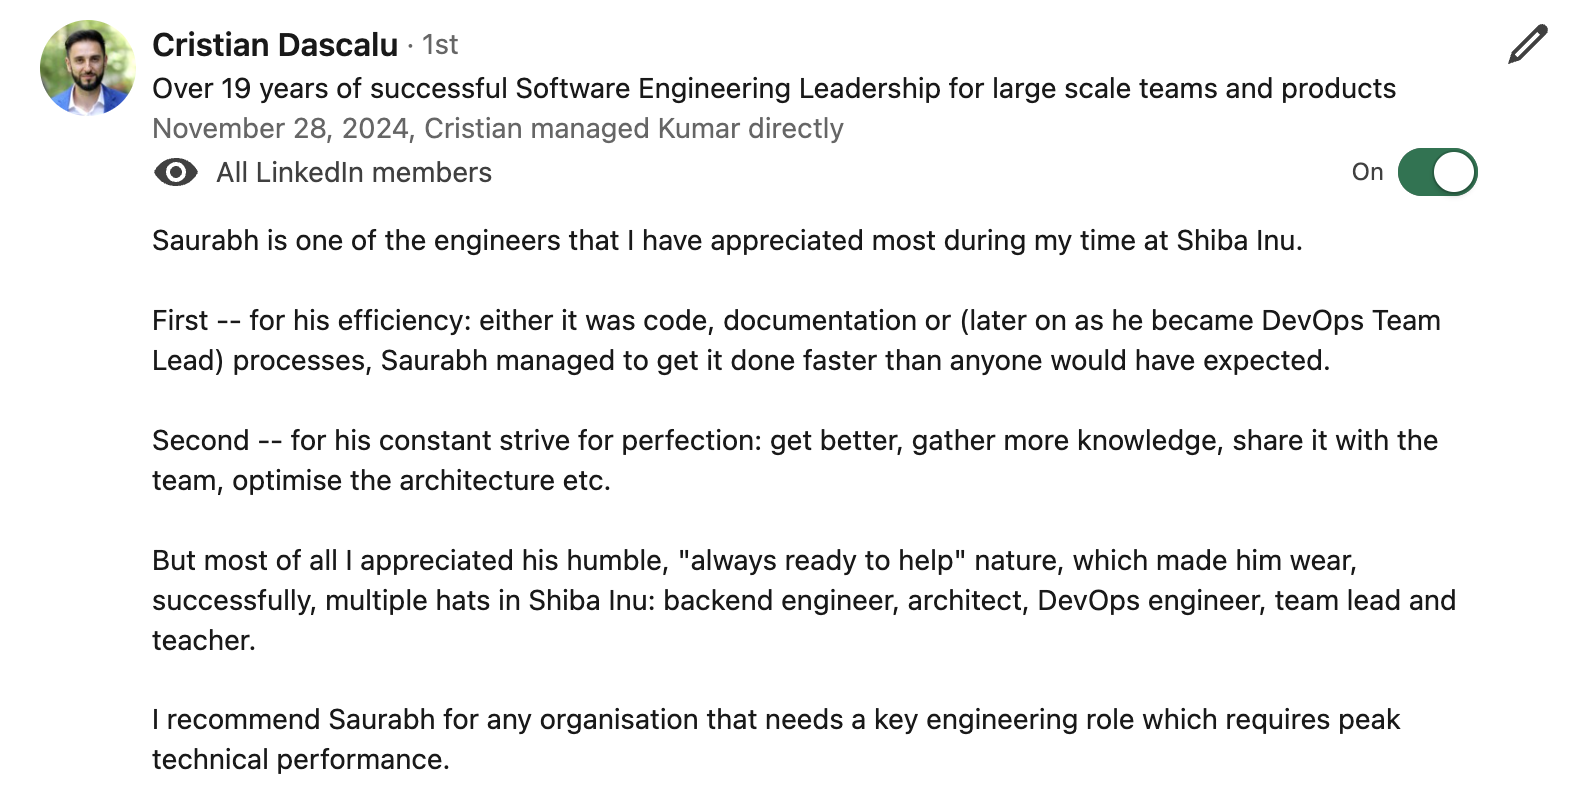 Cristian Dascalu · 1st
Over 19 years of successful Software Engineering Leadership for large scale teams and products
November 28, 2024, Cristian managed Kumar directly
All LinkedIn members
On
Saurabh is one of the engineers that I have appreciated most during my time at Shiba Inu.
First -- for his efficiency: either it was code, documentation or (later on as he became DevOps Team
Lead) processes, Saurabh managed to get it done faster than anyone would have expected.
Second -- for his constant strive for perfection: get better, gather more knowledge, share it with the
team, optimise the architecture etc.
But most of all I appreciated his humble, "always ready to help" nature, which made him wear,
successfully, multiple hats in Shiba Inu: backend engineer, architect, DevOps engineer, team lead and
teacher.
I recommend Saurabh for any organisation that needs a key engineering role which requires peak
technical performance.